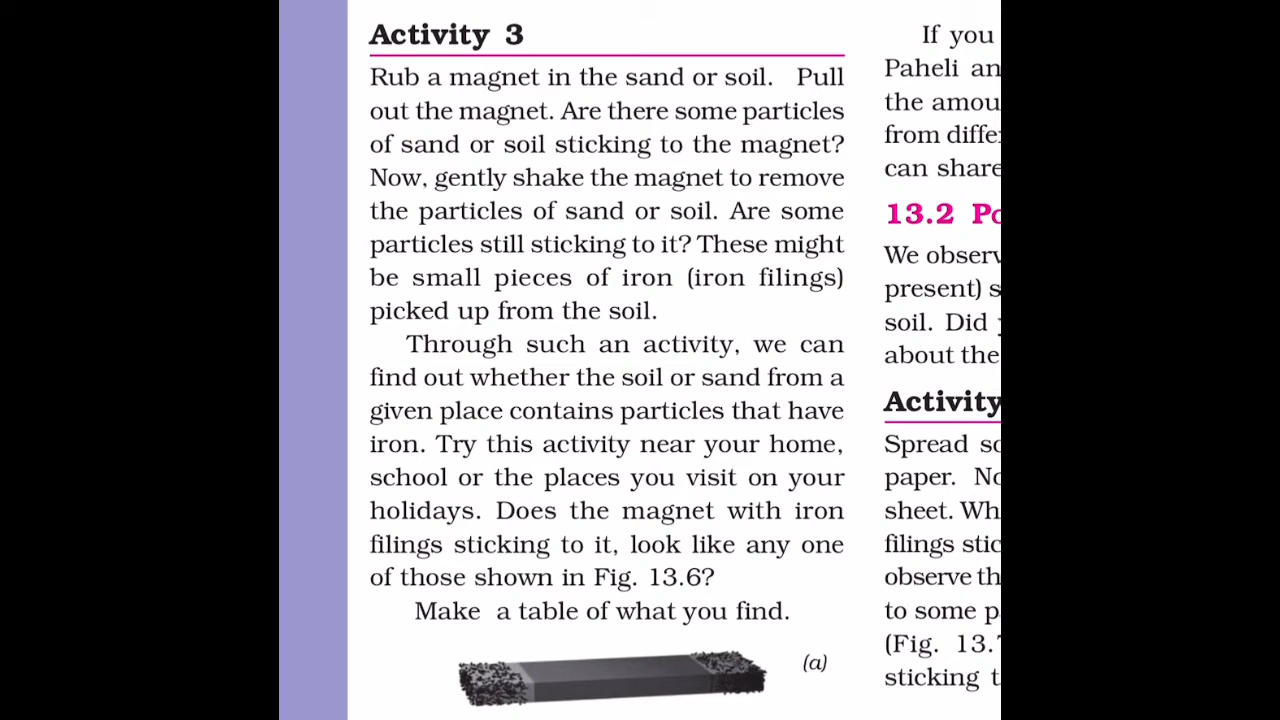 Activity 3
Rub a magnet in the sand or soil. Pull
out the magnet. Are there some particles
of sand or soil sticking to the magnet?
Now, gently shake the magnet to remove
the particles of sand or soil. Are some
particles still sticking to it? These might
be small pieces of iron (iron filings)
picked up from the soil.
Through such an activity, we can
find out whether the soil or sand from a
given place contains particles that have
iron. Try this activity near your home,
school or the places you visit on your
holidays. Does the magnet with iron
filings sticking to it, look like any one
of those shown in Fig. 13.6?
Make a table of what you find.
(a)
If you
Paheli
the
from
can share
13.2
We
present)
soil. Did
about the
Activity
Spread
paper.
sheet.
filings
observe
to some
(Fig.
sticking